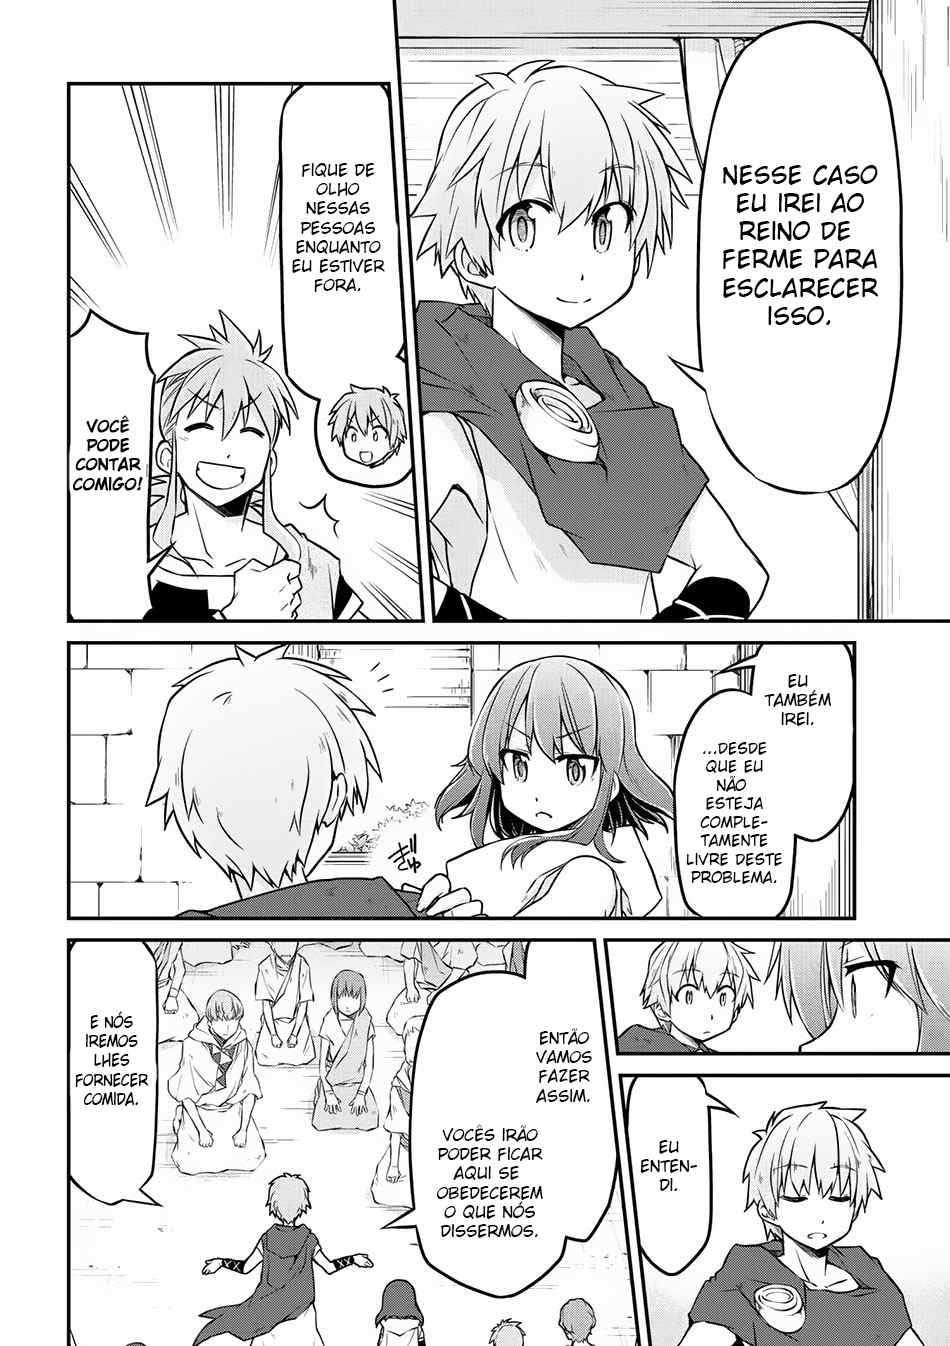 NESSE CASO
EU IREI AO
REINO DE
FERME PARA
ESCLARECER
ISSO.
FIQUE DE
OLHO
NESSAS
PESSOAS
ENQUANTO
EU ESTIVER
FORA.
VOCÊ
PODE
CONTAR
COMIGO!
EU
TAMBÉM
IREI.
...DESDE
QUE EU
NÃO
ESTEJA
COMPLE-
TAMENTE
LIVRE DESTE
PROBLEMA.
ぎゅ
EU
ENTEN-
DI.
ENTÃO
VAMOS
FAZER
ASSIM.
VOCÊS IRÃO
PODER FICAR
AQUI SE
OBEDECEREM
O QUE NÓS
DISSERMOS.
E NÓS
IREMOS
LHES
FORNECER
COMIDA.